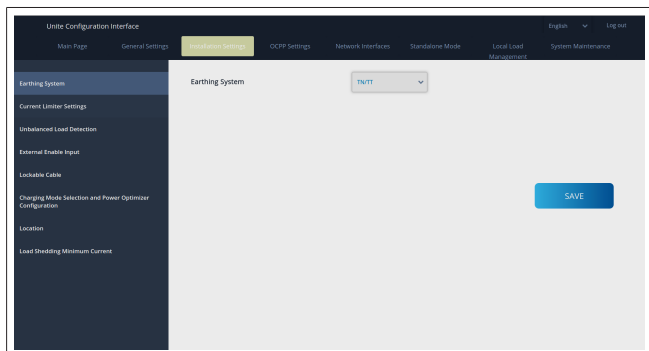 Unite Configuration Interface
English
Log out
Main Page
General Settings
Installation Settings
OCPP Settings
Network Interfaces
Standalone Mode
Local Load
Management
System Maintenance
Earthing System
Current Limiter Settings
Unbalanced Load Detection
External Enable Input
Lockable Cable
Charging Mode Selection and Power Optimizer
Configuration
Location
Load Shedding Minimum Current
Earthing System
TN/TT
SAVE